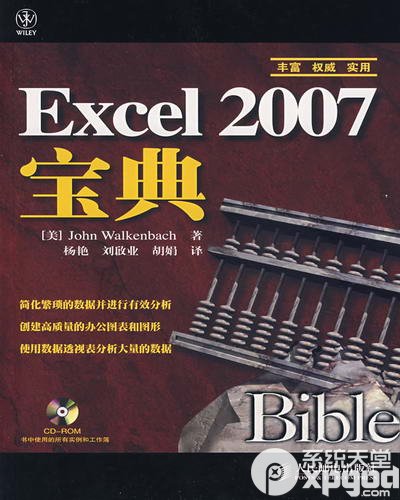 WILEY
丰富 权威 实用
Excel 2007
宝典
[美] John Walkenbach 著
杨艳 刘啟业 胡娟 译
简化繁琐的数据并进行有效分析
创建高质量的办公图表和图形
使用数据透视表分析大量的数据
CD-ROM
书中使用的所有实例和工作簿
Bible
系统天堂